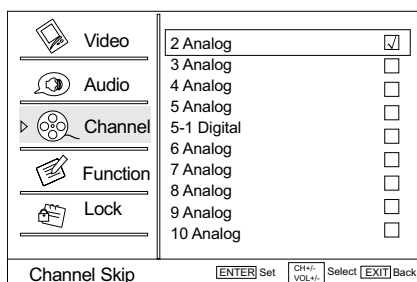 Video
Audio
Channel
Function
Lock
2 Analog
3 Analog
4 Analog
5 Analog
5-1 Digital
6 Analog
7 Analog
8 Analog
9 Analog
10 Analog
Channel Skip
ENTER Set CH+/- VOL+/- Select EXIT Back